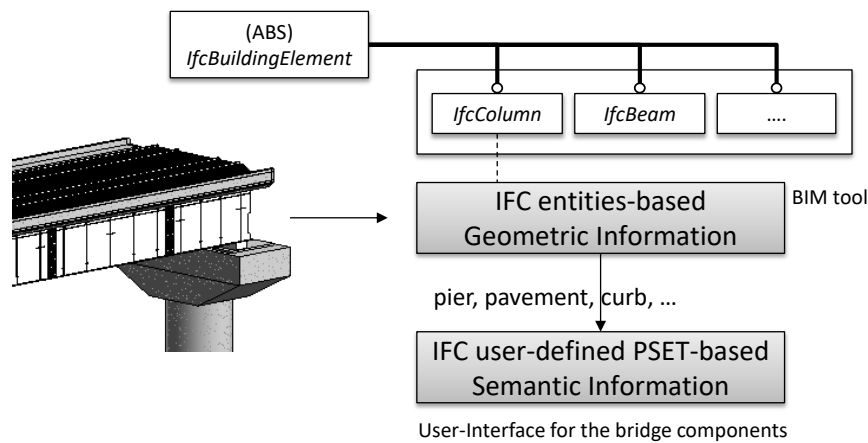 (ABS)
IfcBuildingElement
IfcColumn
IfcBeam
....
IFC entities-based
Geometric Information
BIM tool
pier, pavement, curb, ...
IFC user-defined PSET-based
Semantic Information
User-Interface for the bridge components